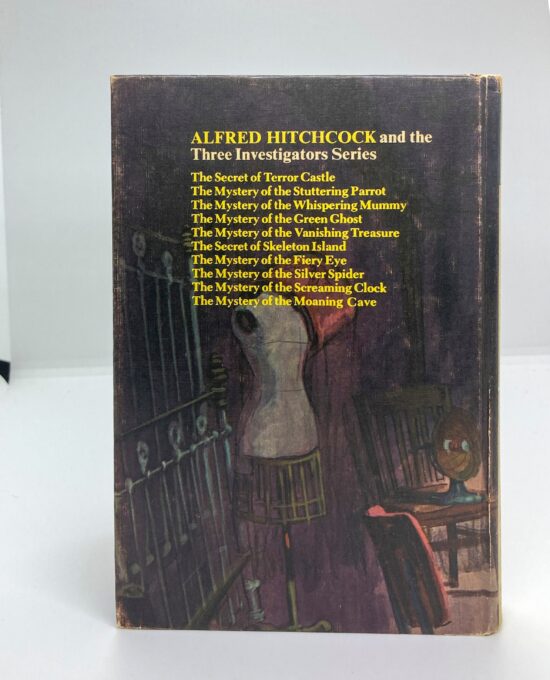 ALFRED HITCHCOCK and the
Three Investigators Series
The Secret of Terror Castle
The Mystery of the Stuttering Parrot
The Mystery of the Whispering Mummy
The Mystery of the Green Ghost
The Mystery of the Vanishing Treasure
The Secret of Skeleton Island
The Mystery of the Fiery Eye
The Mystery of the Silver Spider
The Mystery of the Screaming Clock
The Mystery of the Moaning Cave